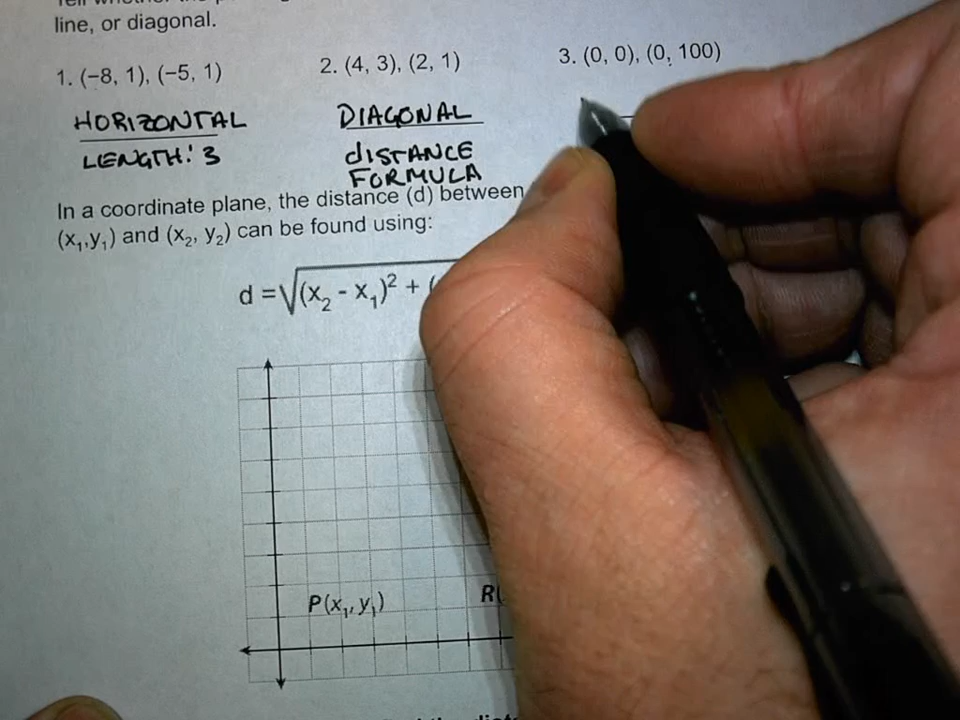 line, or diagonal.
1. (−8, 1), (−5, 1)
2. (4, 3), (2, 1)
3. (0, 0), (0, 100)
HORIZONTAL
LENGTH: 3
DIAGONAL
dISTANCE
FORMULA
In a coordinate plane, the distance (d) between
(x₁,y₁) and (x₂, y₂) can be found using:
d = √(x₂ - x₁)² + (
P(x₁, y₁)
R(